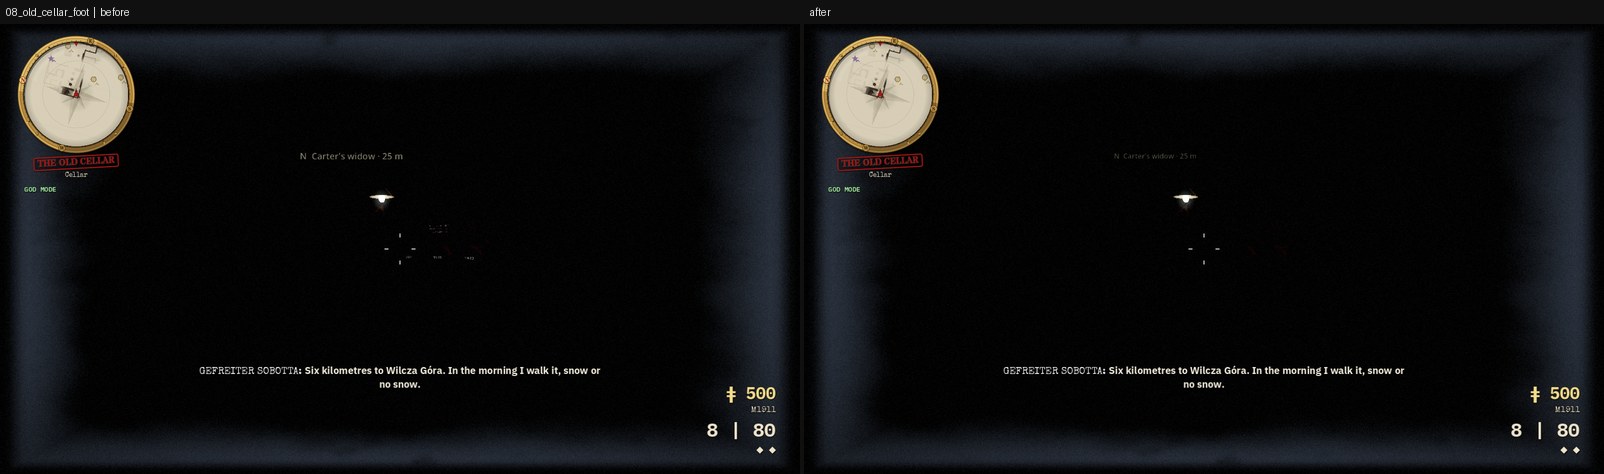 08_old_cellar_foot | before
after
THE OLD CELLAR
Cellar
GOD MODE
N Carter's widow · 25 m
GEFREITER SOBOTTA: Six kilometres to Wilcza Góra. In the morning I walk it, snow or
no snow.
500
M1911
8 | 80
THE OLD CELLAR
Cellar
GOD MODE
N Carter's widow · 25 m
GEFREITER SOBOTTA: Six kilometres to Wilcza Góra. In the morning I walk it, snow or
no snow.
500
M1911
8 | 80